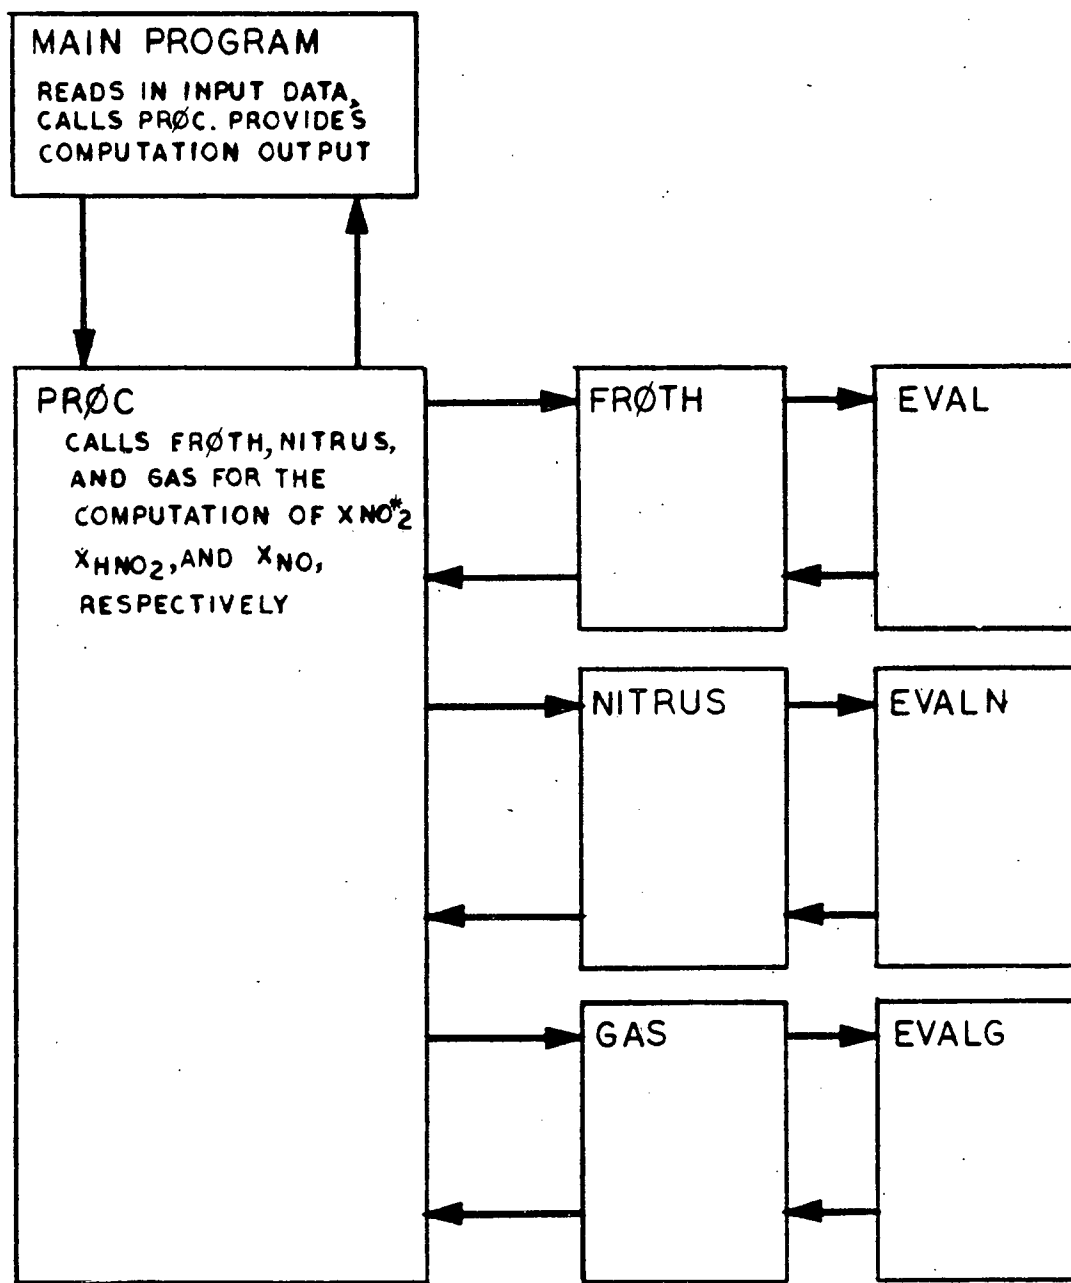 MAIN PROGRAM
READS IN INPUT DATA,
CALLS PRØC. PROVIDES
COMPUTATION OUTPUT
PRØC
CALLS FRØTH, NITRUS,
AND GAS FOR THE
COMPUTATION OF XNO*2
XHNO2, AND XNO,
RESPECTIVELY
FRØTH
EVAL
NITRUS
EVALN
GAS
EVALG